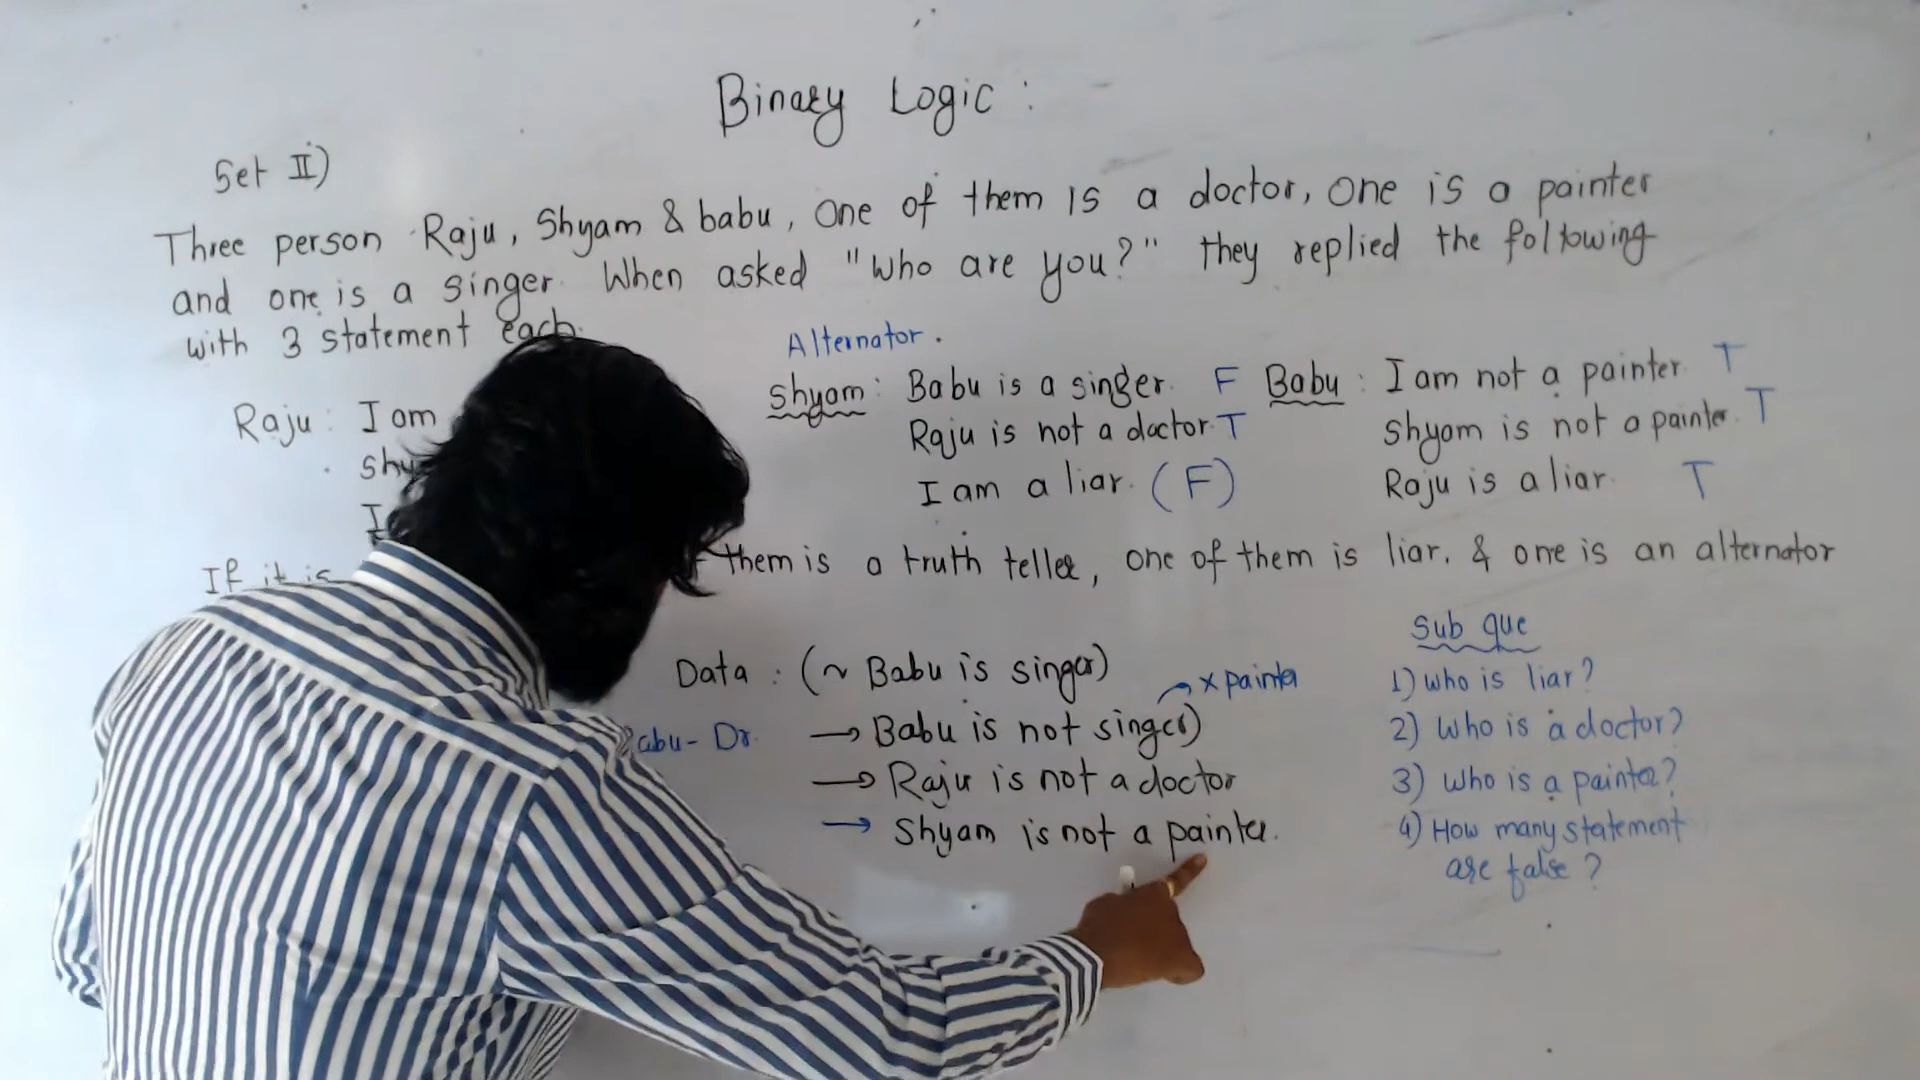 Binary Logic :
Set II)
Three person Raju, Shyam & babu, One of them is a doctor, One is a painter
and one is a singer. When asked "Who are you?" they replied the following
with 3 statement each.
Alternator .
Raju : I am
Shyam : Babu is a singer. F
Raju is not a doctor T
I am a liar. (F)
Babu : I am not a painter T
Shyam is not a painter. T
Raju is a liar. T
If it is
them is a truth teller, one of them is liar. & one is an alternator
Data : (~ Babu is singer)
→ Babu is not singer) → x painter
Babu - Dr.
→ Raju is not a doctor
→ Shyam is not a painter.
Sub que
1) Who is liar?
2) Who is a doctor?
3) Who is a painter?
4) How many statement
are false ?